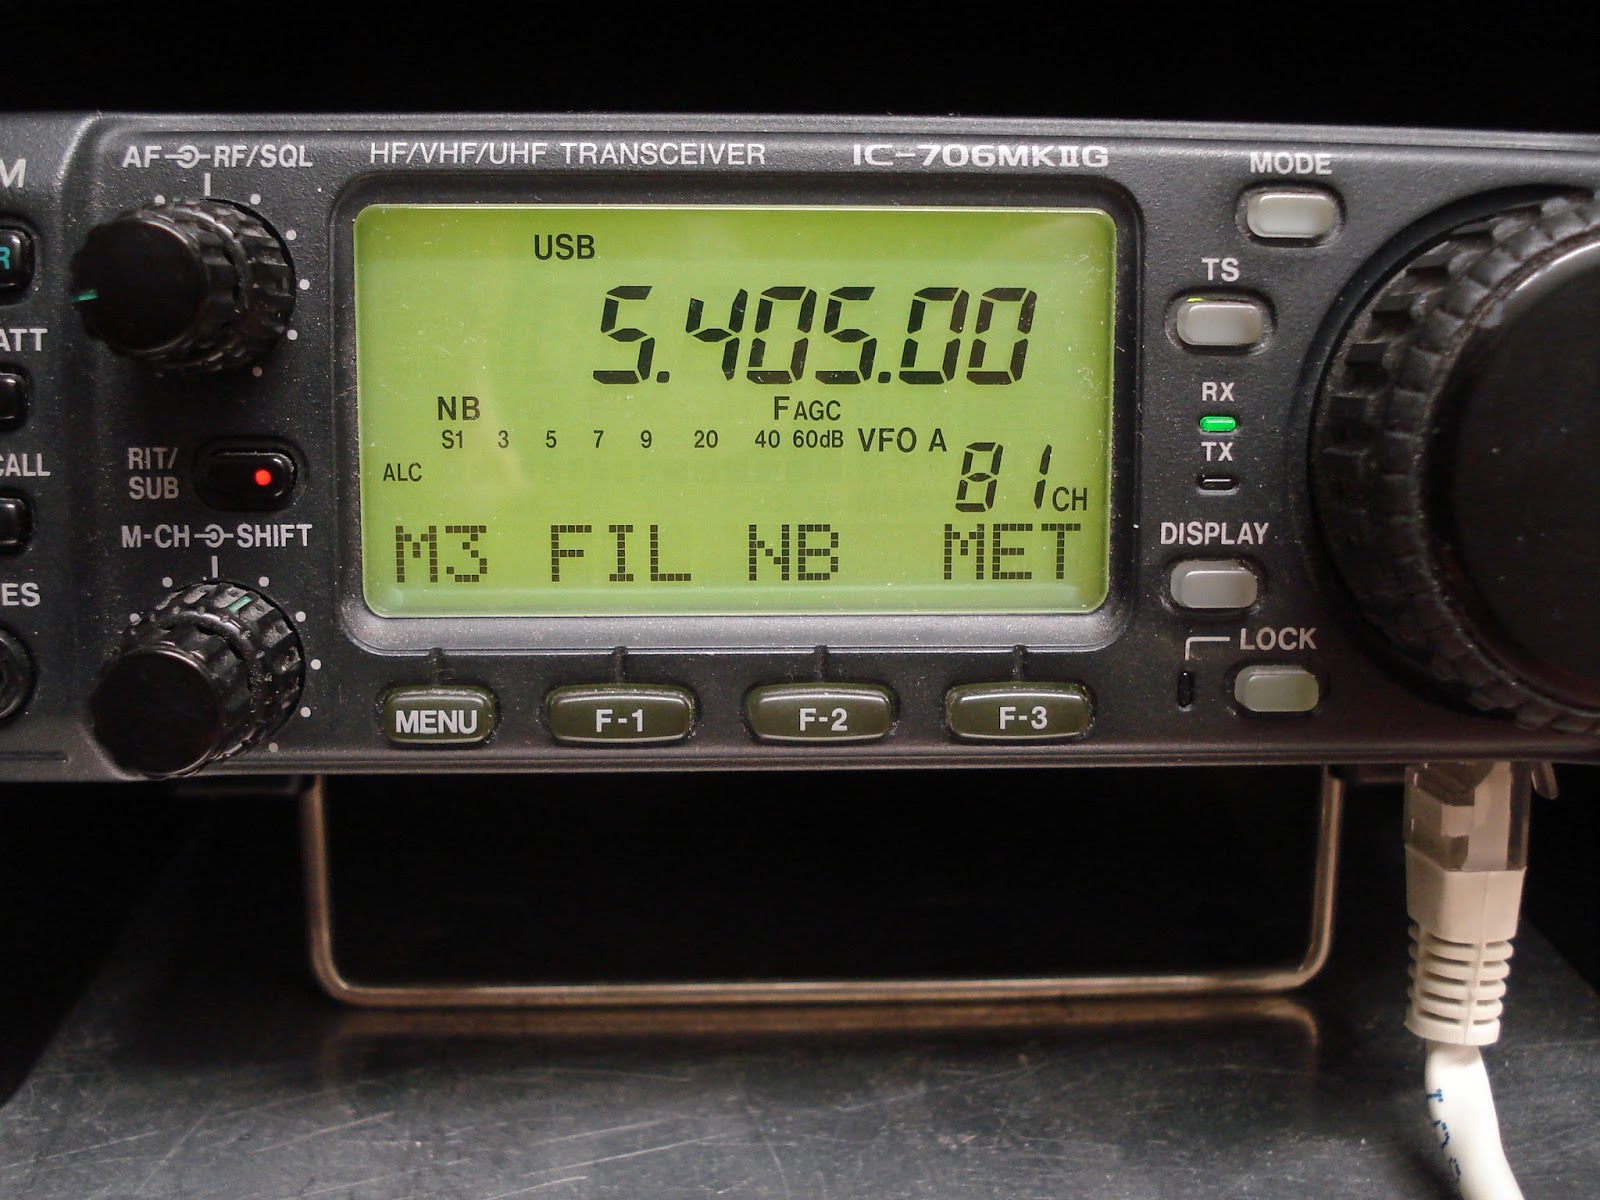 M
AF RF/SQL
HF/VHF/UHF TRANSCEIVER
IC-706MKIIG
MODE
R
USB
5.405.00
TS
ATT
NB
FAGC
RX
S1 3 5 7 9 20 40 60dB VFO A
81CH
ALC
TX
CALL
RIT/
SUB
M-CH SHIFT
M3 FIL NB MET
DISPLAY
ES
LOCK
MENU
F-1
F-2
F-3